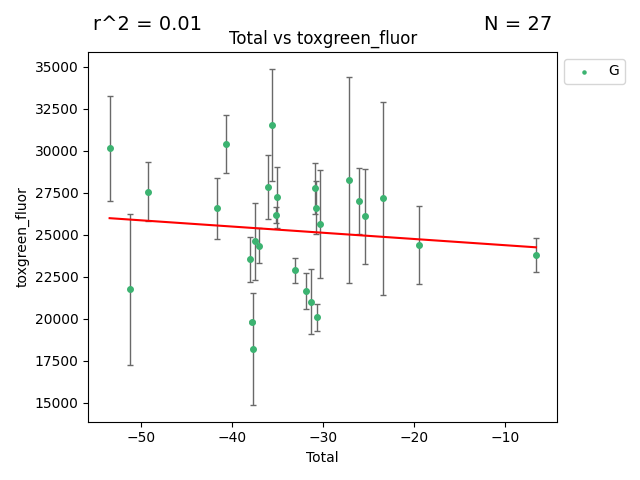 r^2 = 0.01
N = 27
Total vs toxgreen_fluor
G
35000
32500
30000
27500
25000
22500
20000
17500
15000
toxgreen_fluor
−50
−40
−30
−20
−10
Total